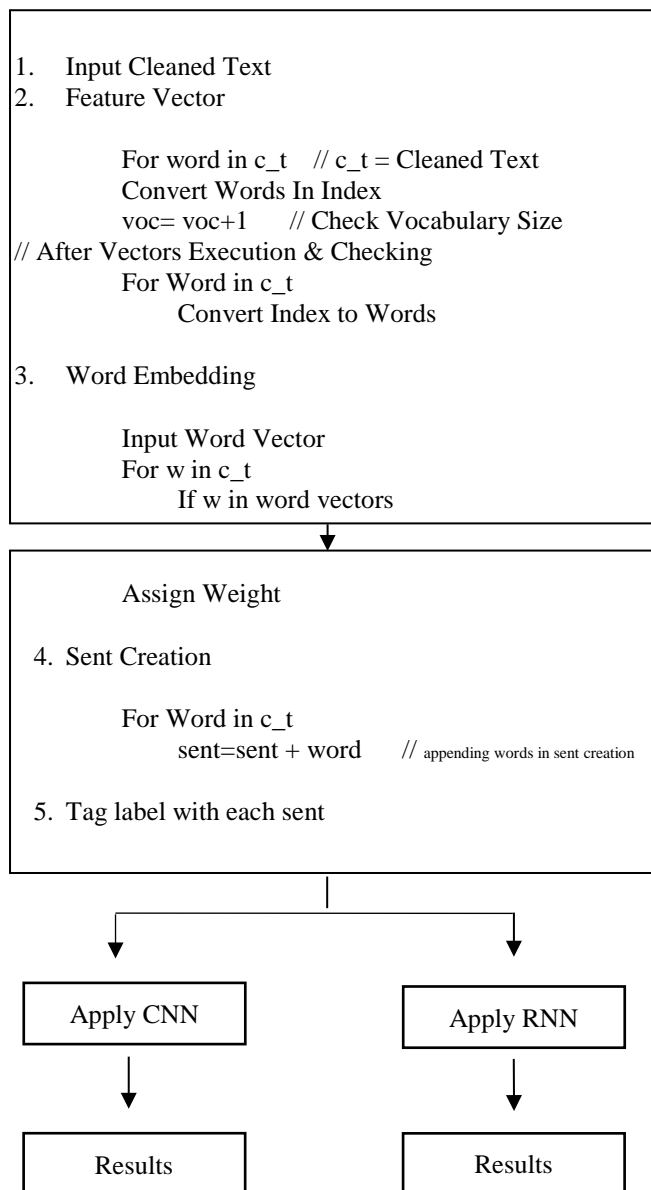 1. Input Cleaned Text
2. Feature Vector
For word in c_t // c_t = Cleaned Text
Convert Words In Index
voc= voc+1 // Check Vocabulary Size
// After Vectors Execution & Checking
For Word in c_t
Convert Index to Words
3. Word Embedding
Input Word Vector
For w in c_t
If w in word vectors
Assign Weight
4. Sent Creation
For Word in c_t
sent=sent + word // appending words in sent creation
5. Tag label with each sent
Apply CNN
Apply RNN
Results
Results